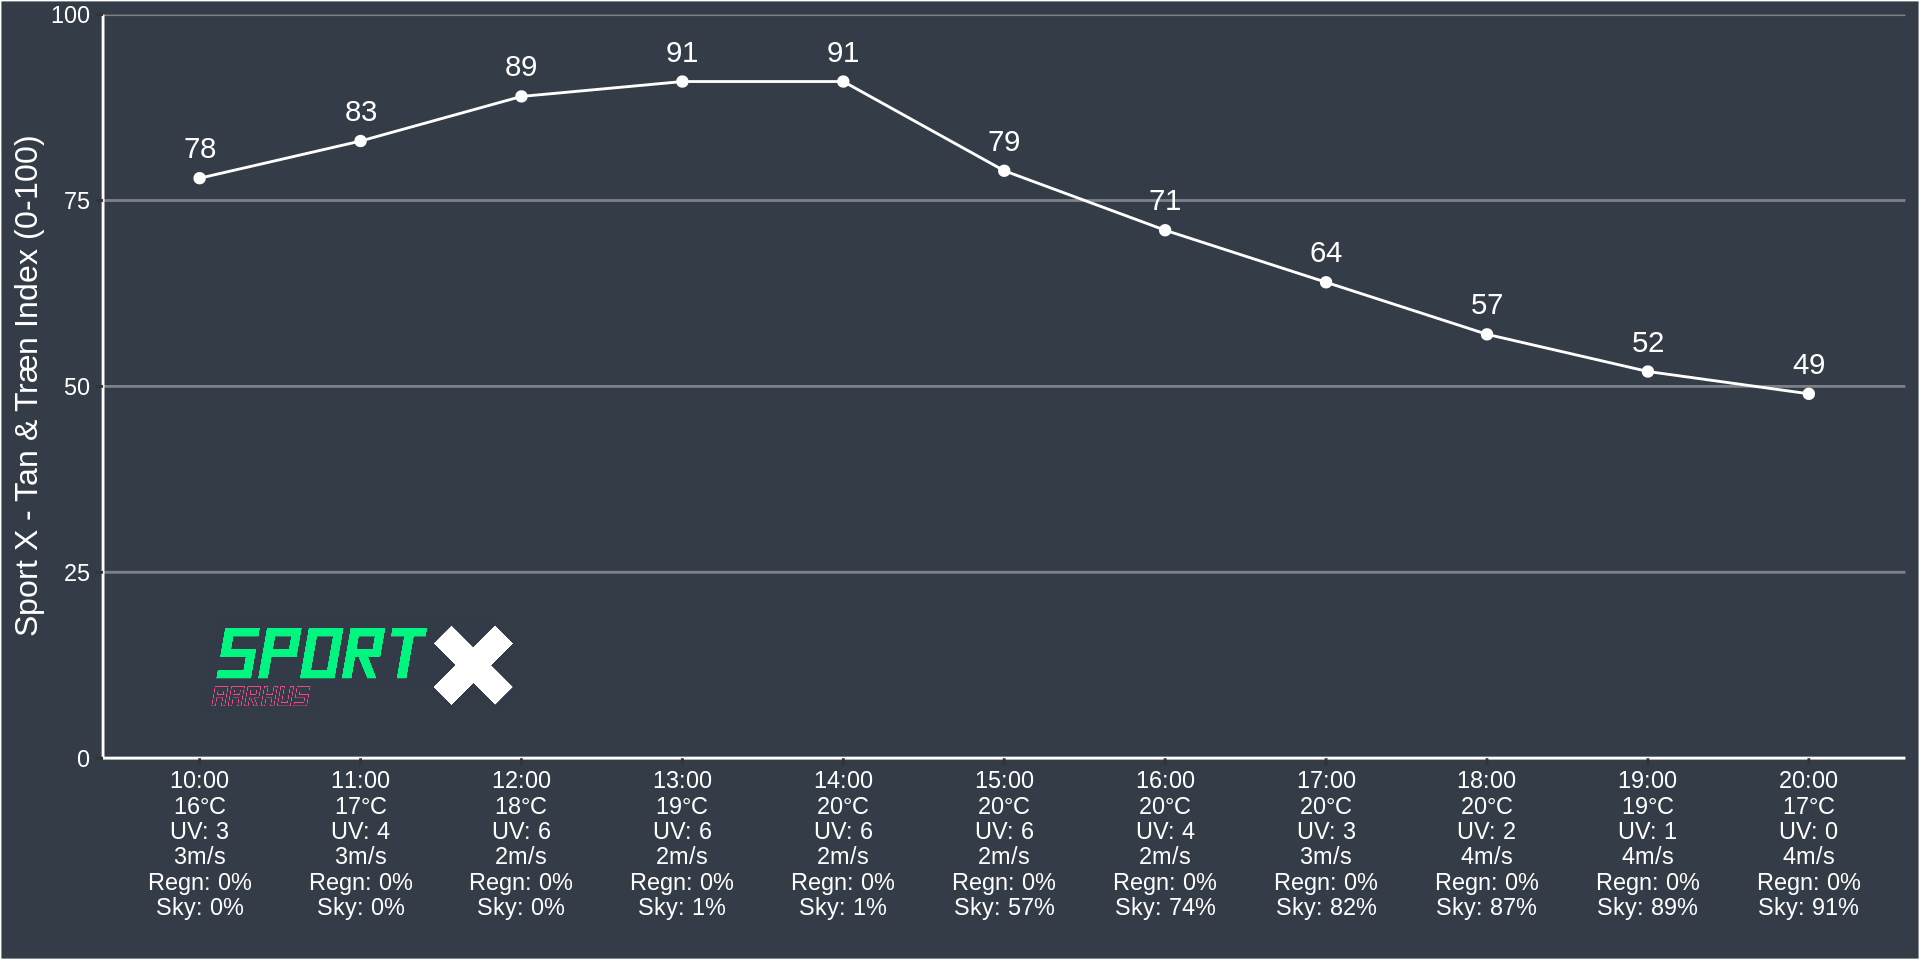 Sport X - Tan & Træn Index (0-100)
100
75
50
25
0
78
83
89
91
91
79
71
64
57
52
49
SPORT X
AARHUS
10:00 11:00 12:00 13:00 14:00 15:00 16:00 17:00 18:00 19:00 20:00
16°C 17°C 18°C 19°C 20°C 20°C 20°C 20°C 20°C 19°C 17°C
UV: 3 UV: 4 UV: 6 UV: 6 UV: 6 UV: 6 UV: 4 UV: 3 UV: 2 UV: 1 UV: 0
3m/s 3m/s 2m/s 2m/s 2m/s 2m/s 2m/s 3m/s 4m/s 4m/s 4m/s
Regn: 0% Regn: 0% Regn: 0% Regn: 0% Regn: 0% Regn: 0% Regn: 0% Regn: 0% Regn: 0% Regn: 0% Regn: 0%
Sky: 0% Sky: 0% Sky: 0% Sky: 1% Sky: 1% Sky: 57% Sky: 74% Sky: 82% Sky: 87% Sky: 89% Sky: 91%